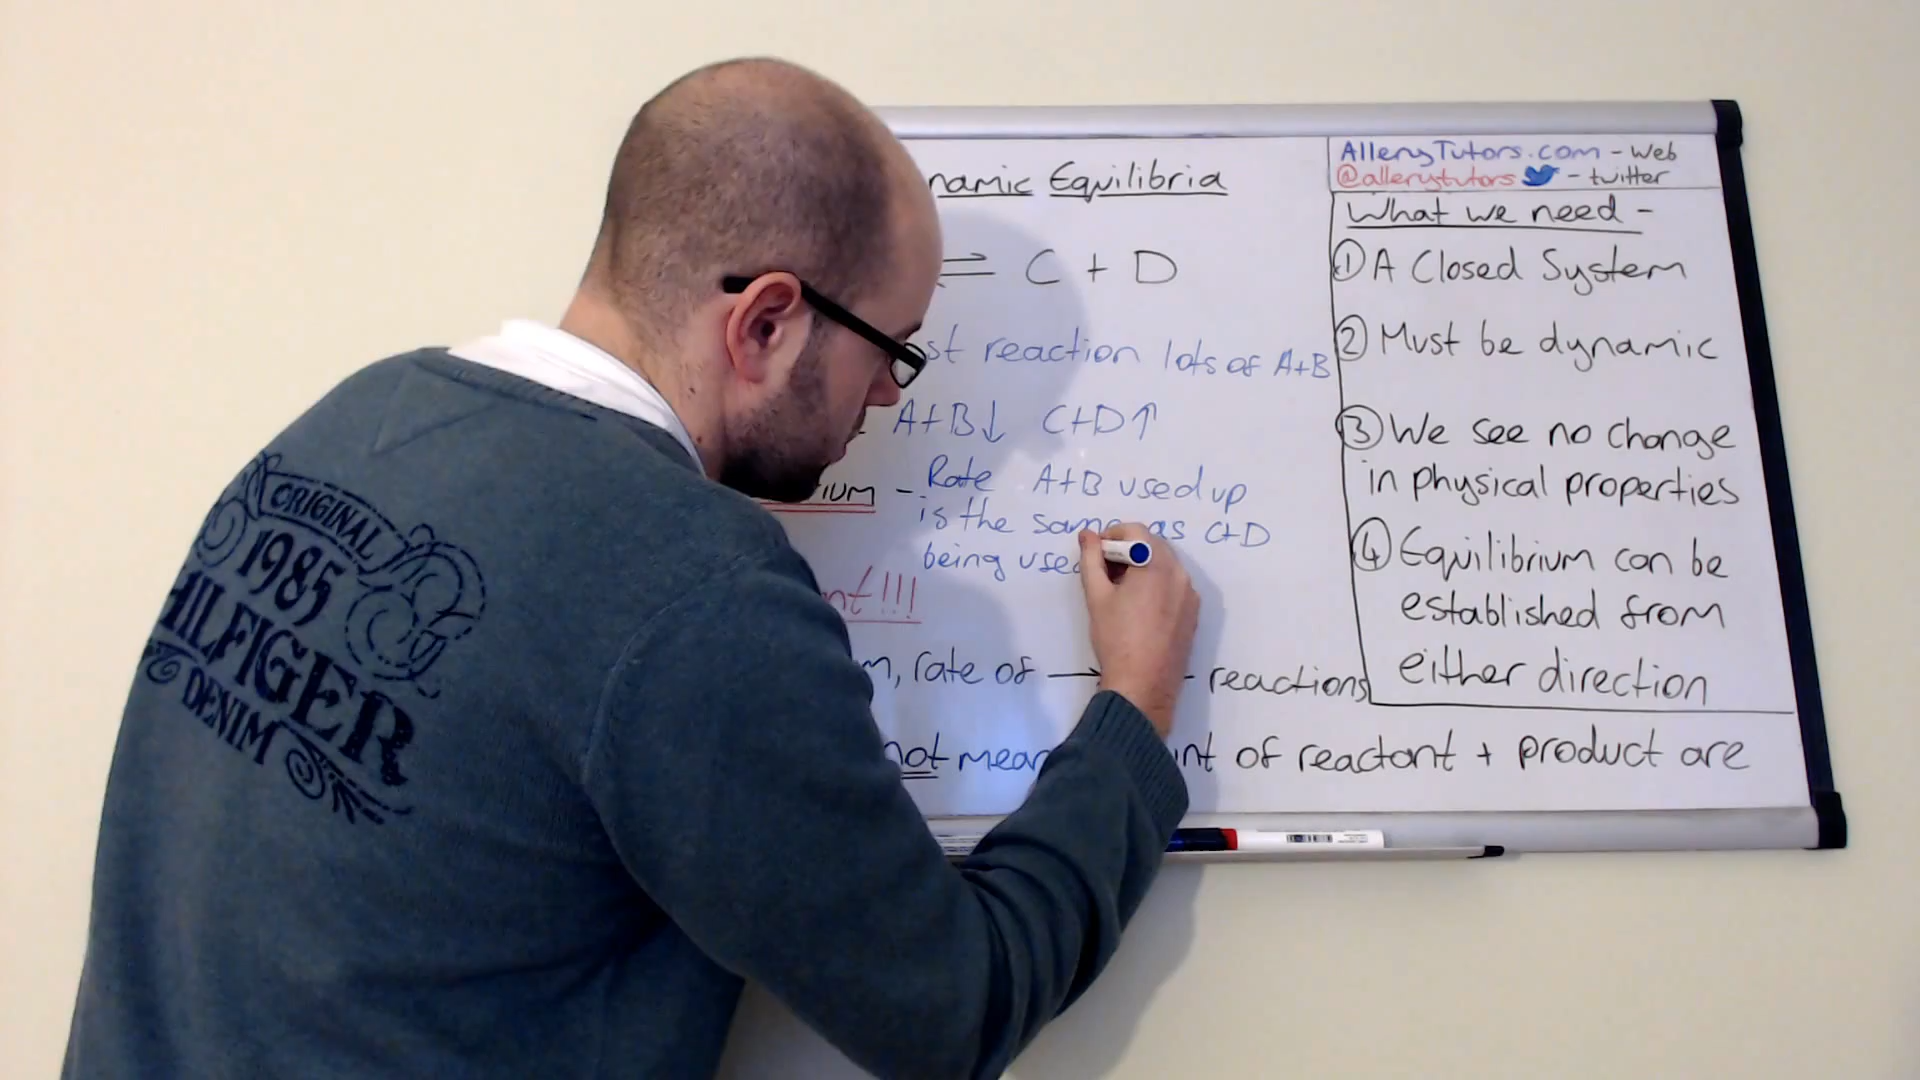 namic Equilibria
⇌ C + D
st reaction lots of A+B
A+B↓ C+D↑
ium - Rate A+B used up
is the same as C+D
being used
nt!!!
m, rate of → - reactions
not mean nt of reactant + product are
AlleryTutors.com - Web
@allerytutors - twitter
What we need -
① A Closed System
② Must be dynamic
③ We see no change
in physical properties
④ Equilibrium can be
established from
either direction
ORIGINAL
1985
HILFIGER
DENIM